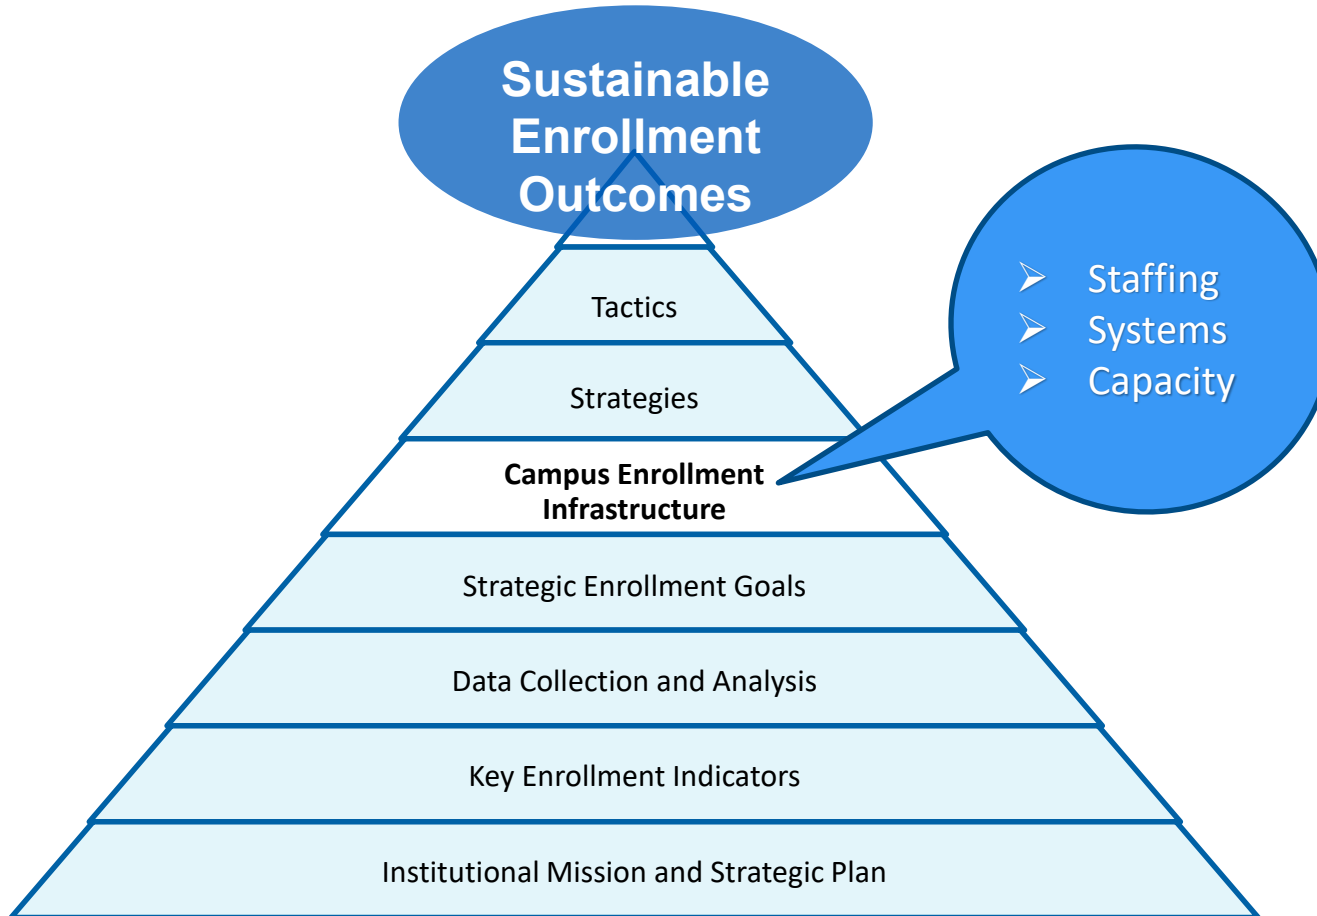 Sustainable
Enrollment
Outcomes
Tactics
Strategies
Campus Enrollment
Infrastructure
Strategic Enrollment Goals
Data Collection and Analysis
Key Enrollment Indicators
Institutional Mission and Strategic Plan
➢ Staffing
➢ Systems
➢ Capacity